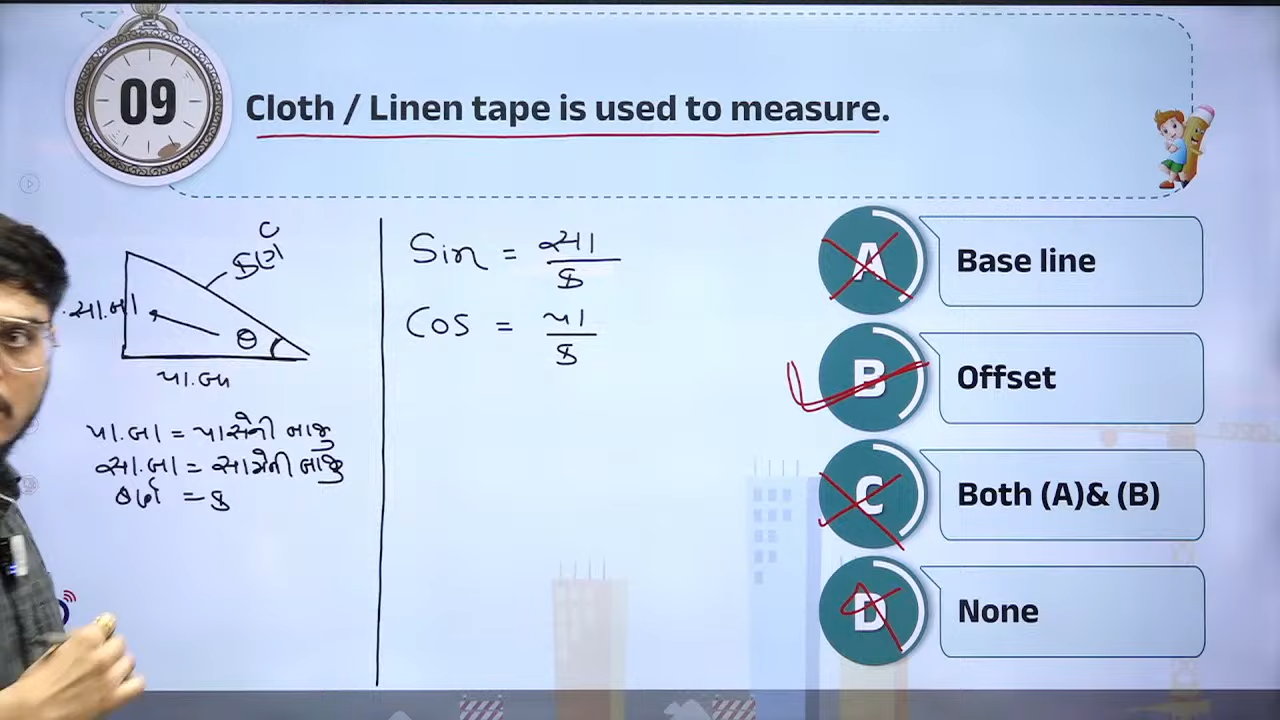 09
Cloth / Linen tape is used to measure.
C
કર્ણ
સા.બા
θ
પા.બા
પા.બા = પાસેની બાજુ
સા.બા = સામેની બાજુ
કર્ણ = ક
Sin = સા
ક
Cos = પા
ક
A
Base line
B
Offset
C
Both (A)& (B)
D
None